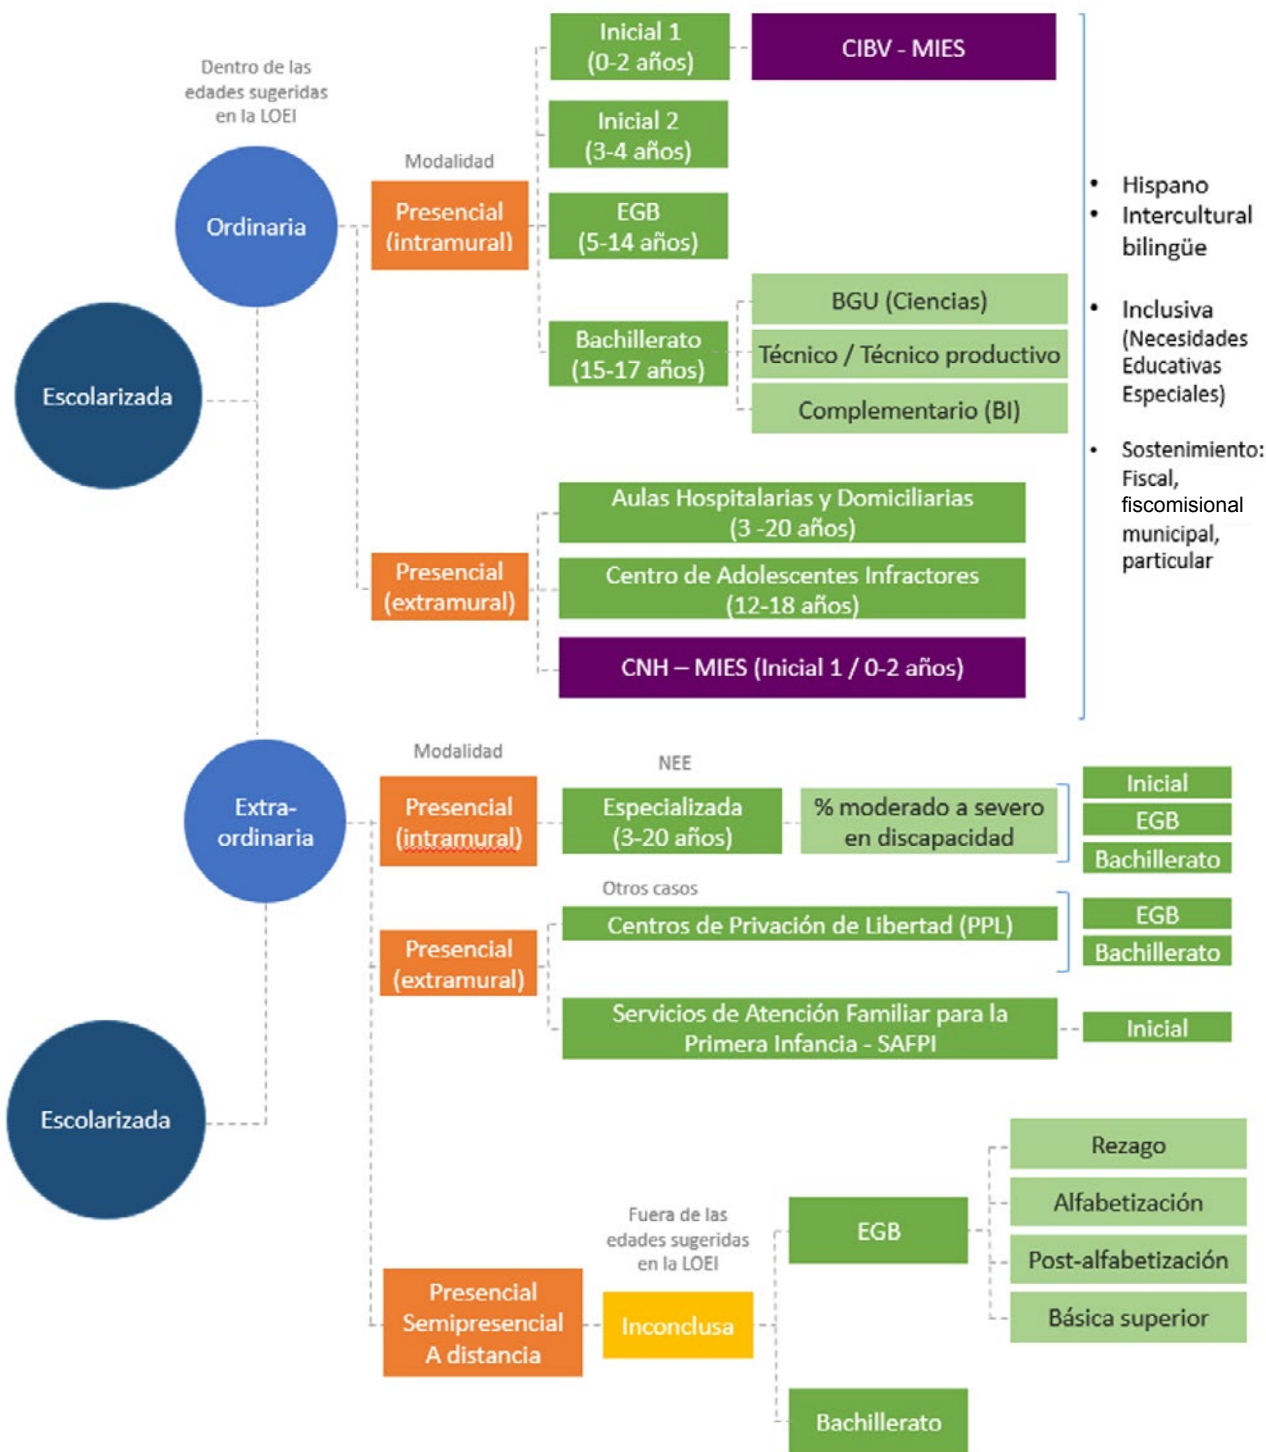 Dentro de las
edades sugeridas
en la LOEI
Ordinaria
Escolarizada
Modalidad
Presencial
(intramural)
Inicial 1
(0-2 años)
CIBV - MIES
Inicial 2
(3-4 años)
EGB
(5-14 años)
Bachillerato
(15-17 años)
BGU (Ciencias)
Técnico / Técnico productivo
Complementario (BI)
Presencial
(extramural)
Aulas Hospitalarias y Domiciliarias
(3 -20 años)
Centro de Adolescentes Infractores
(12-18 años)
CNH – MIES (Inicial 1 / 0-2 años)
• Hispano
• Intercultural
bilingüe
• Inclusiva
(Necesidades
Educativas
Especiales)
• Sostenimiento:
Fiscal,
fiscomisional
municipal,
particular
Extra-
ordinaria
Escolarizada
Modalidad
Presencial
(intramural)
NEE
Especializada
(3-20 años)
% moderado a severo
en discapacidad
Inicial
EGB
Bachillerato
Presencial
(extramural)
Otros casos
Centros de Privación de Libertad (PPL)
EGB
Bachillerato
Servicios de Atención Familiar para la
Primera Infancia - SAFPI
Inicial
Presencial
Semipresencial
A distancia
Fuera de las
edades sugeridas
en la LOEI
Inconclusa
EGB
Rezago
Alfabetización
Post-alfabetización
Básica superior
Bachillerato